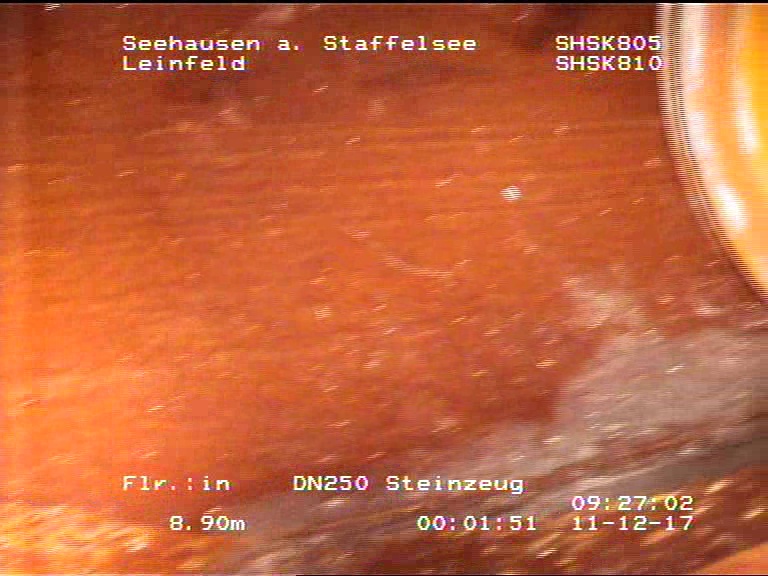 Seehausen a. Staffelsee SHSK805
Leinfeld SHSK810
Flr.:in DN250 Steinzeug
09:27:02
8.90m 00:01:51 11-12-17